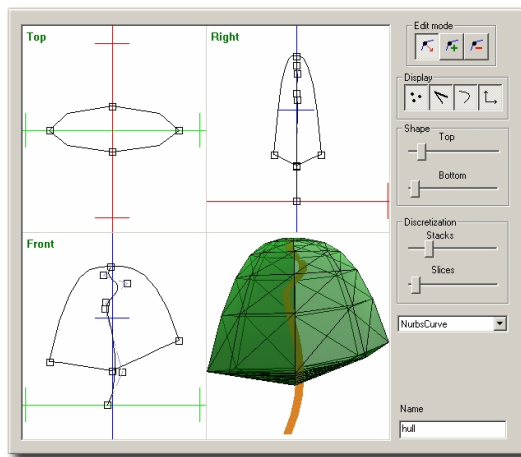 Top
Right
Front
Edit mode
Display
Shape
Top
Bottom
Discretization
Stacks
Slices
NurbsCurve
Name
hull